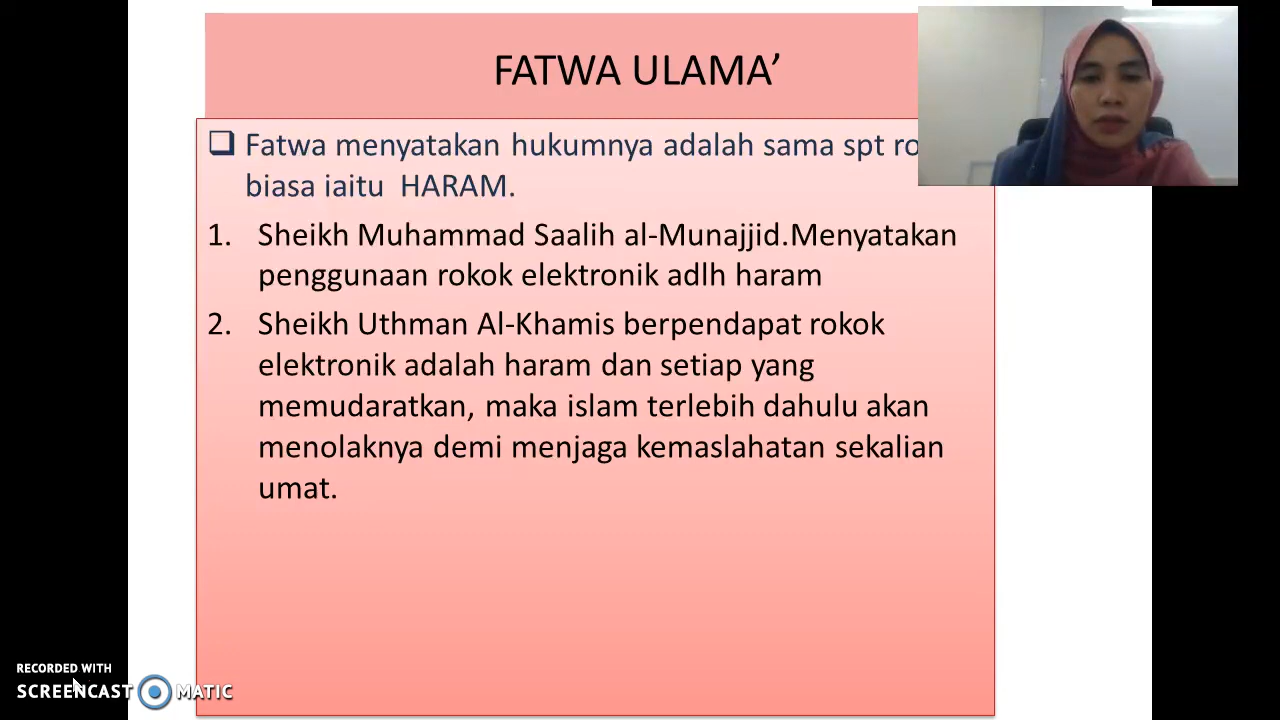 FATWA ULAMA’
Fatwa menyatakan hukumnya adalah sama spt
biasa iaitu HARAM.
1. Sheikh Muhammad Saalih al-Munajjid.Menyatakan
penggunaan rokok elektronik adlh haram
2. Sheikh Uthman Al-Khamis berpendapat rokok
elektronik adalah haram dan setiap yang
memudaratkan, maka islam terlebih dahulu akan
menolaknya demi menjaga kemaslahatan sekalian
umat.
RECORDED WITH
SCREENCAST MATIC